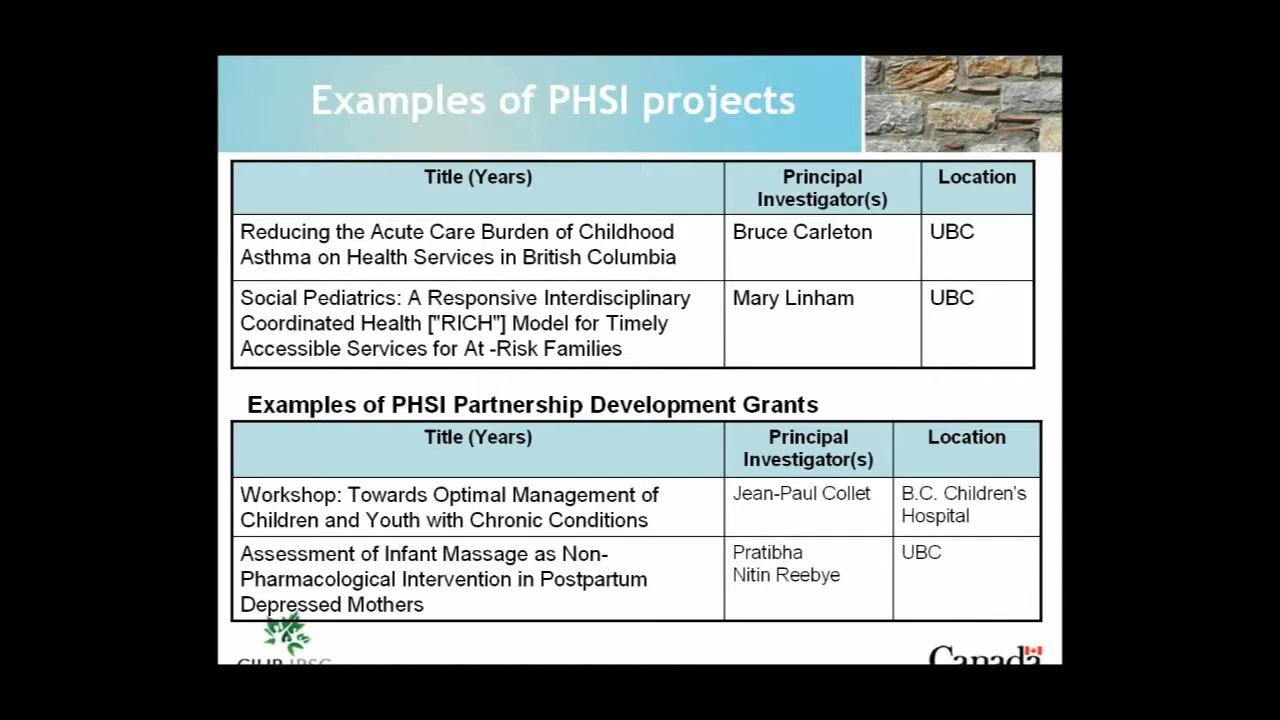 Examples of PHSI projects
Title (Years)
Principal
Investigator(s)
Location
Reducing the Acute Care Burden of Childhood
Asthma on Health Services in British Columbia
Bruce Carleton
UBC
Social Pediatrics: A Responsive Interdisciplinary
Coordinated Health ["RICH"] Model for Timely
Accessible Services for At -Risk Families
Mary Linham
UBC
Examples of PHSI Partnership Development Grants
Title (Years)
Principal
Investigator(s)
Location
Workshop: Towards Optimal Management of
Children and Youth with Chronic Conditions
Jean-Paul Collet
B.C. Children's
Hospital
Assessment of Infant Massage as Non-
Pharmacological Intervention in Postpartum
Depressed Mothers
Pratibha
Nitin Reebye
UBC
CIHR IRSC
Canada